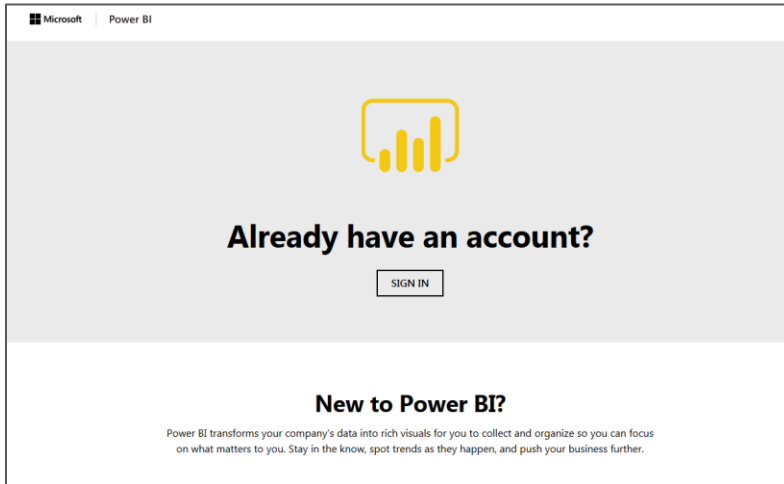 Microsoft Power BI
Already have an account?
SIGN IN
New to Power BI?
Power BI transforms your company's data into rich visuals for you to collect and organize so you can focus
on what matters to you. Stay in the know, spot trends as they happen, and push your business further.